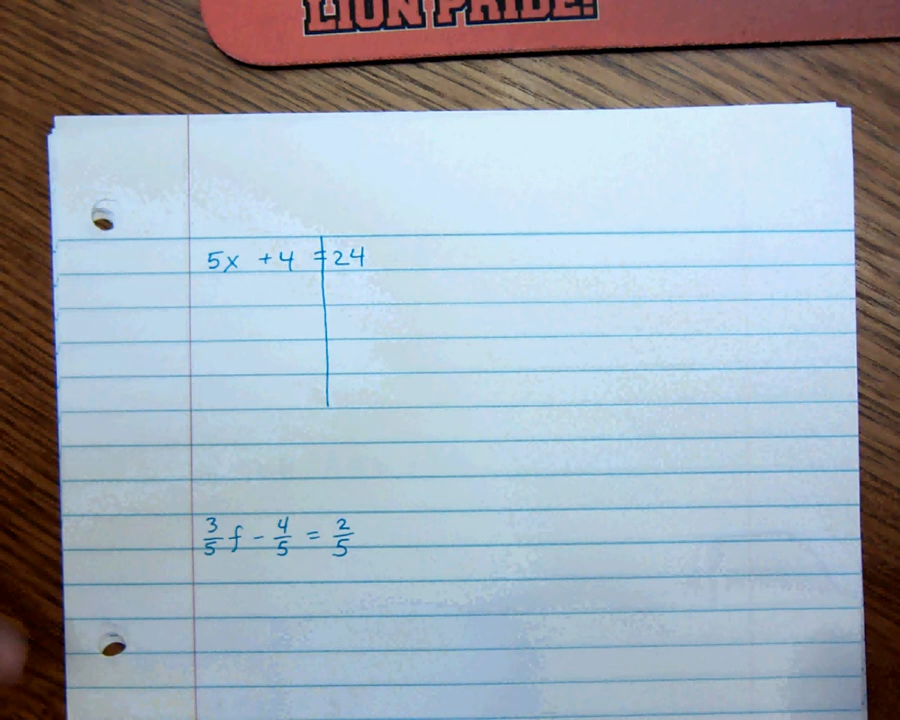 LION PRIDE!
5x + 4 = 24
3/5 f - 4/5 = 2/5